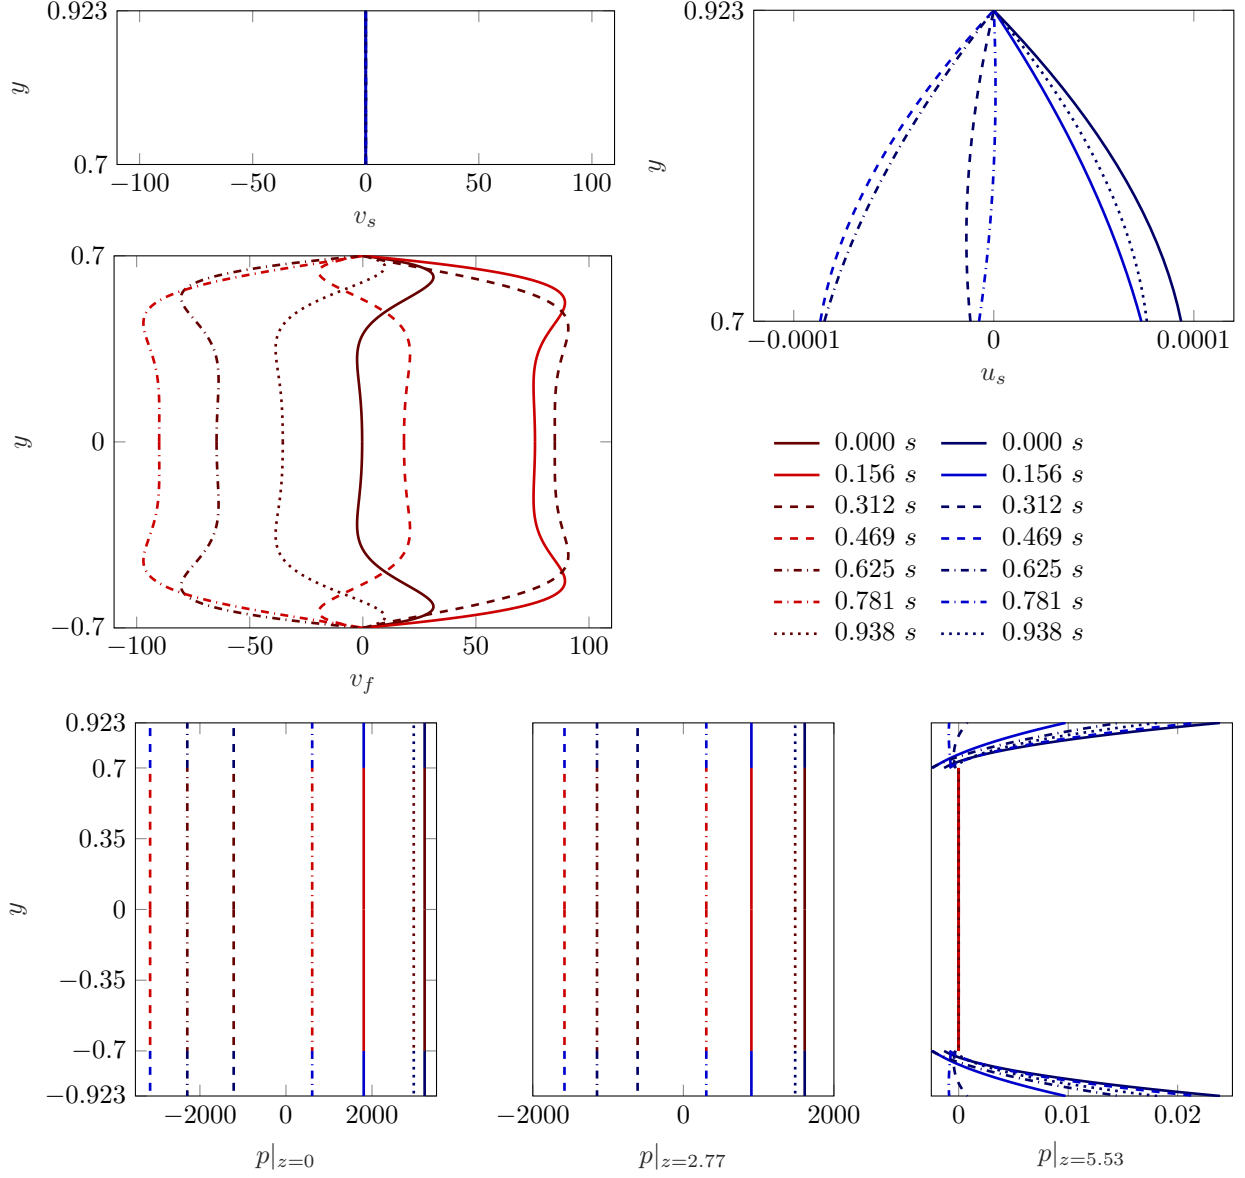 0.923
y
0.7
−100 −50 0 50 100
v_s
0.923
y
0.7
−0.0001 0 0.0001
u_s
0.7
y
0
−0.7
−100 −50 0 50 100
v_f
0.000 s 0.000 s
0.156 s 0.156 s
0.312 s 0.312 s
0.469 s 0.469 s
0.625 s 0.625 s
0.781 s 0.781 s
0.938 s 0.938 s
0.923
0.7
0.35
y
0
−0.35
−0.7
−0.923
−2000 0 2000
p|z=0
−2000 0 2000
p|z=2.77
0 0.01 0.02
p|z=5.53